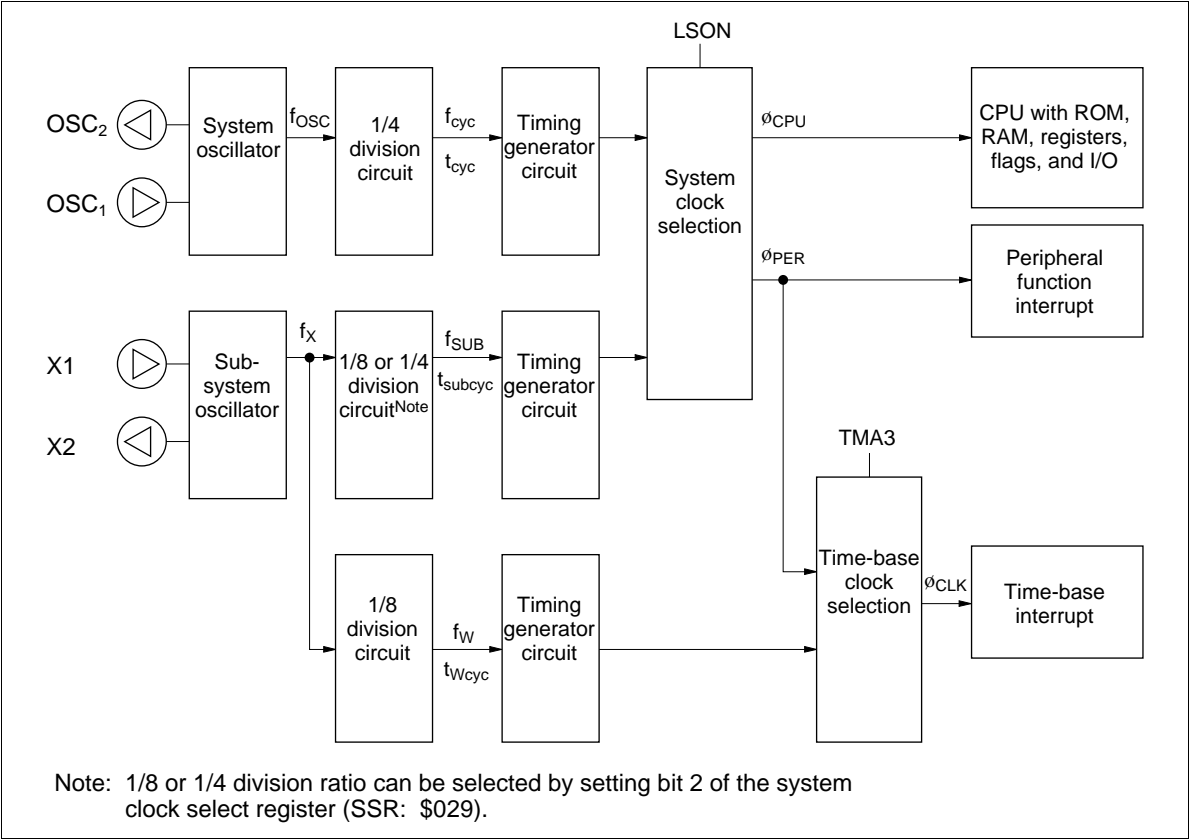 LSON
OSC2
OSC1
System
oscillator
fOSC
1/4
division
circuit
fcyc
tcyc
Timing
generator
circuit
System
clock
selection
øCPU
CPU with ROM,
RAM, registers,
flags, and I/O
øPER
Peripheral
function
interrupt
X1
X2
Sub-
system
oscillator
fX
1/8 or 1/4
division
circuitNote
fSUB
tsubcyc
Timing
generator
circuit
TMA3
1/8
division
circuit
fW
tWcyc
Timing
generator
circuit
Time-base
clock
selection
øCLK
Time-base
interrupt
Note: 1/8 or 1/4 division ratio can be selected by setting bit 2 of the system
clock select register (SSR: $029).